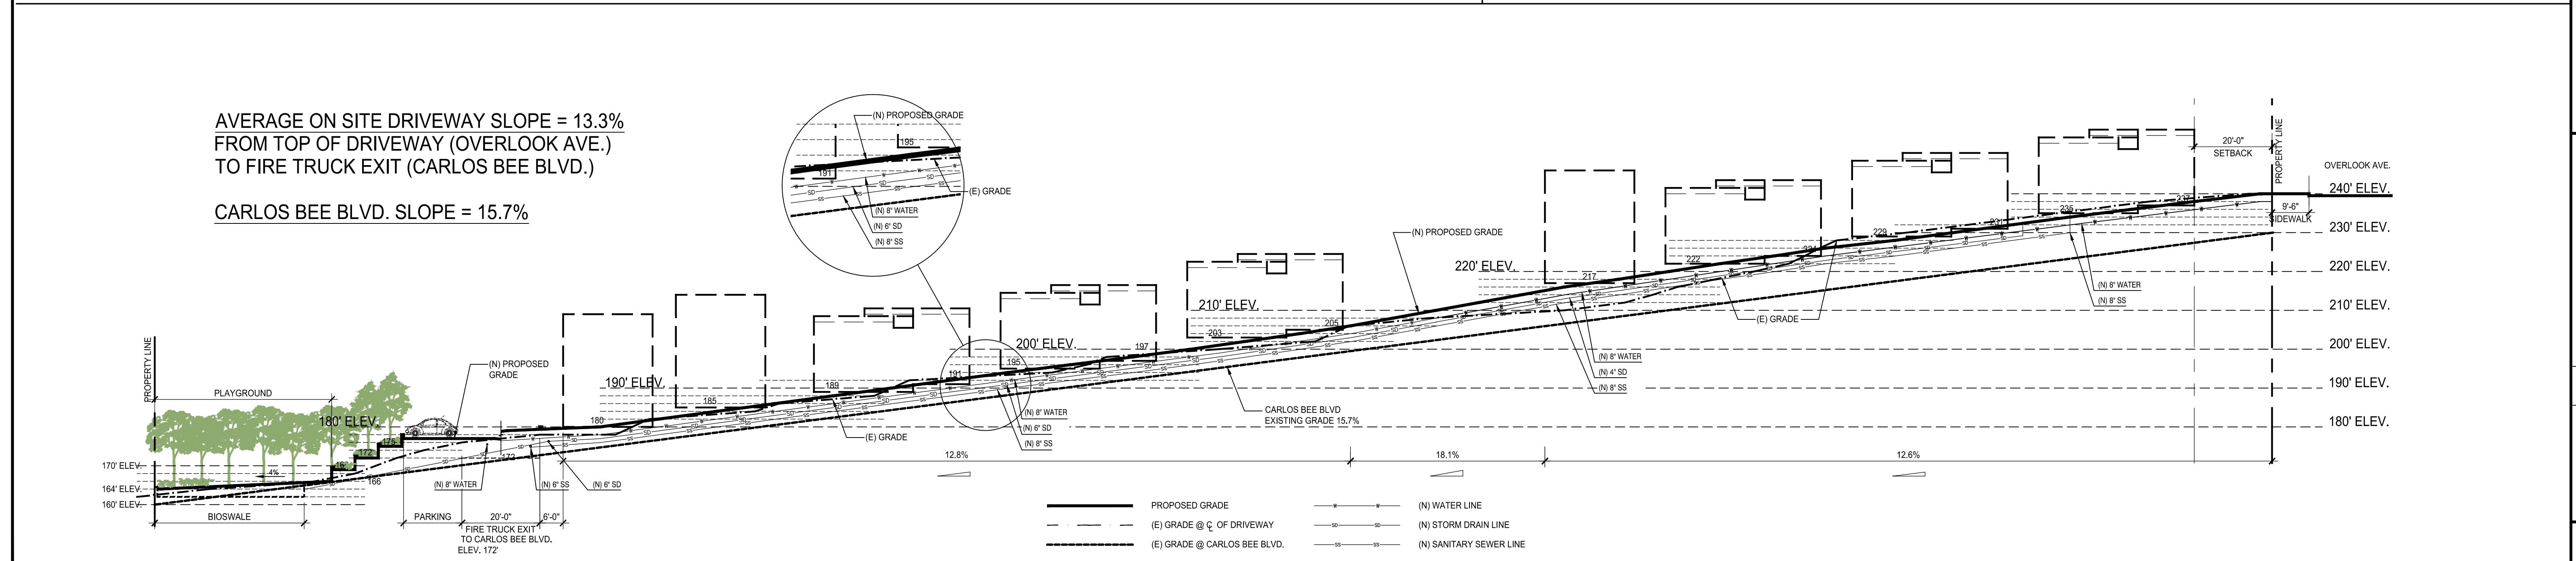 AVERAGE ON SITE DRIVEWAY SLOPE = 13.3%
FROM TOP OF DRIVEWAY (OVERLOOK AVE.)
TO FIRE TRUCK EXIT (CARLOS BEE BLVD.)
CARLOS BEE BLVD. SLOPE = 15.7%
(N) PROPOSED GRADE
195
191
(E) GRADE
(N) 8" WATER
(N) 6" SD
(N) 8" SS
PROPERTY LINE
PLAYGROUND
(N) PROPOSED
GRADE
180' ELEV.
175
172
166
4%
170' ELEV.
164' ELEV.
160' ELEV.
BIOSWALE
PARKING
20'-0"
6'-0"
FIRE TRUCK EXIT
TO CARLOS BEE BLVD.
ELEV. 172'
172
(N) 8" WATER
(N) 6" SS
(N) 6" SD
180
185
189
191
195
197
203
205
217
222
229
235
190' ELEV.
200' ELEV.
210' ELEV.
220' ELEV.
(E) GRADE
(N) 8" WATER
(N) 6" SD
(N) 8" SS
CARLOS BEE BLVD
EXISTING GRADE 15.7%
(N) PROPOSED GRADE
(N) 8" WATER
(N) 4" SD
(N) 8" SS
(E) GRADE
(N) 8" WATER
(N) 8" SS
20'-0"
SETBACK
PROPERTY LINE
OVERLOOK AVE.
9'-6"
SIDEWALK
240' ELEV.
230' ELEV.
220' ELEV.
210' ELEV.
200' ELEV.
190' ELEV.
180' ELEV.
12.8%
18.1%
12.6%
PROPOSED GRADE
(E) GRADE @ ℄ OF DRIVEWAY
(E) GRADE @ CARLOS BEE BLVD.
W W (N) WATER LINE
SD SD (N) STORM DRAIN LINE
SS SS (N) SANITARY SEWER LINE